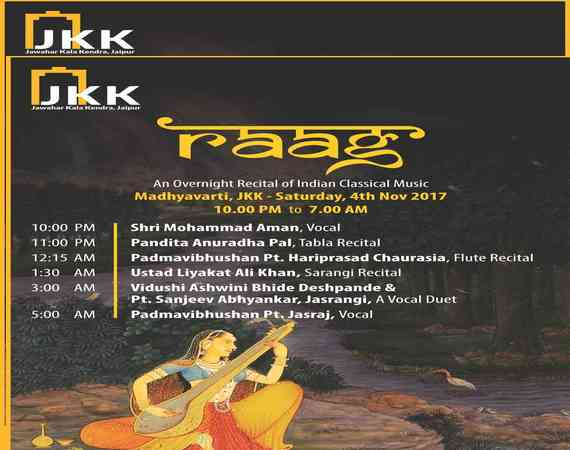 JKK
Jawahar Kala Kendra, Jaipur
JKK
Jawahar Kala Kendra, Jaipur
raag
An Overnight Recital of Indian Classical Music
Madhyavarti, JKK - Saturday, 4th Nov 2017
10.00 PM to 7.00 AM
10:00 PM Shri Mohammad Aman, Vocal
11:00 PM Pandita Anuradha Pal, Tabla Recital
12:15 AM Padmavibhushan Pt. Hariprasad Chaurasia, Flute Recital
1:30 AM Ustad Liyakat Ali Khan, Sarangi Recital
3:00 AM Vidushi Ashwini Bhide Deshpande &
Pt. Sanjeev Abhyankar, Jasrangi, A Vocal Duet
5:00 AM Padmavibhushan Pt. Jasraj, Vocal